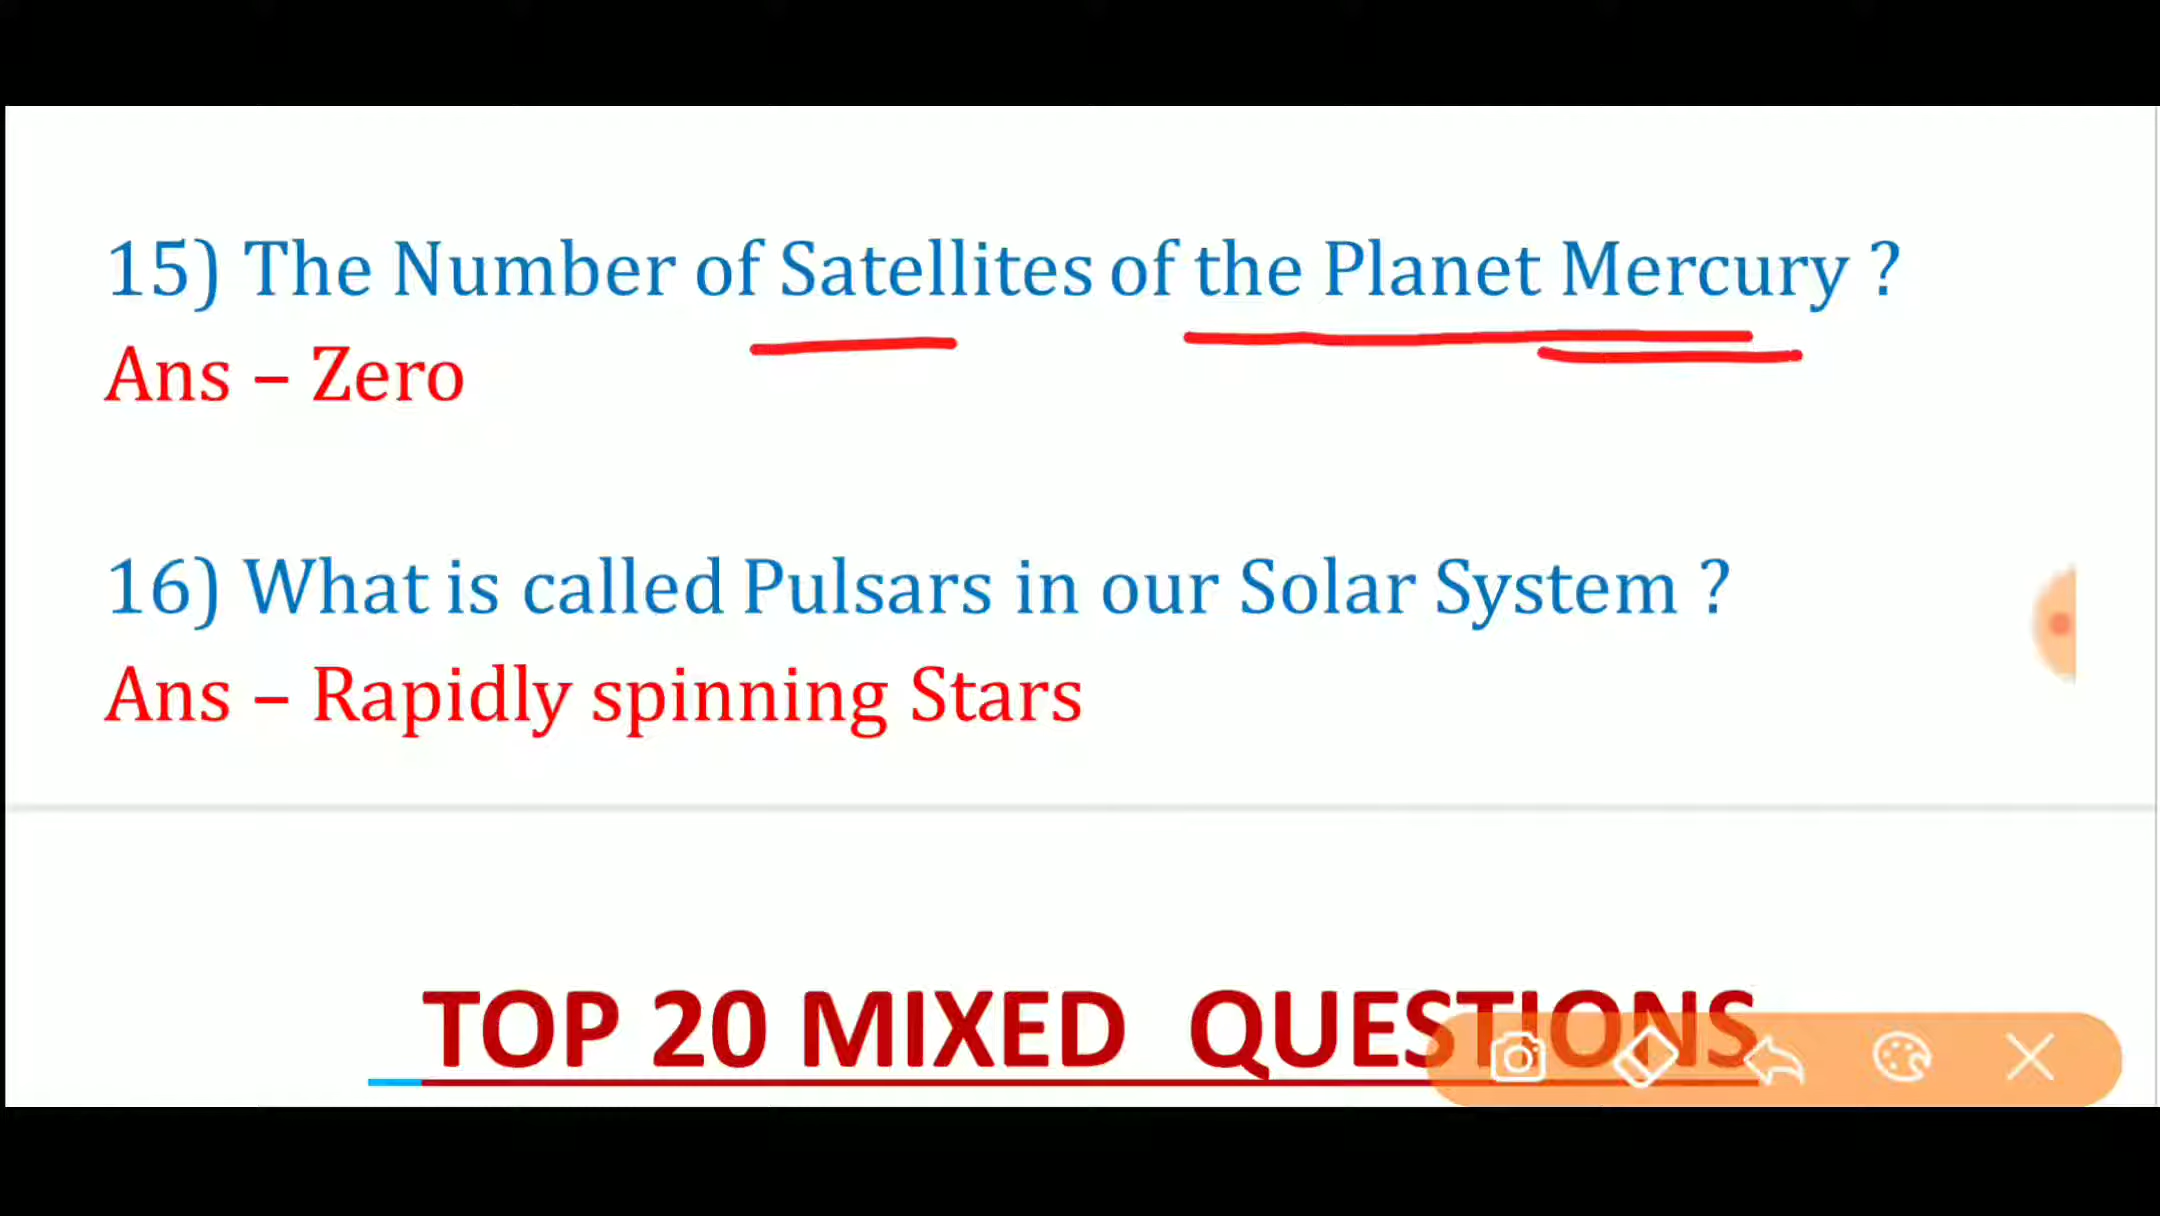 15) The Number of Satellites of the Planet Mercury ?
Ans – Zero
16) What is called Pulsars in our Solar System ?
Ans – Rapidly spinning Stars
TOP 20 MIXED QUESTIONS